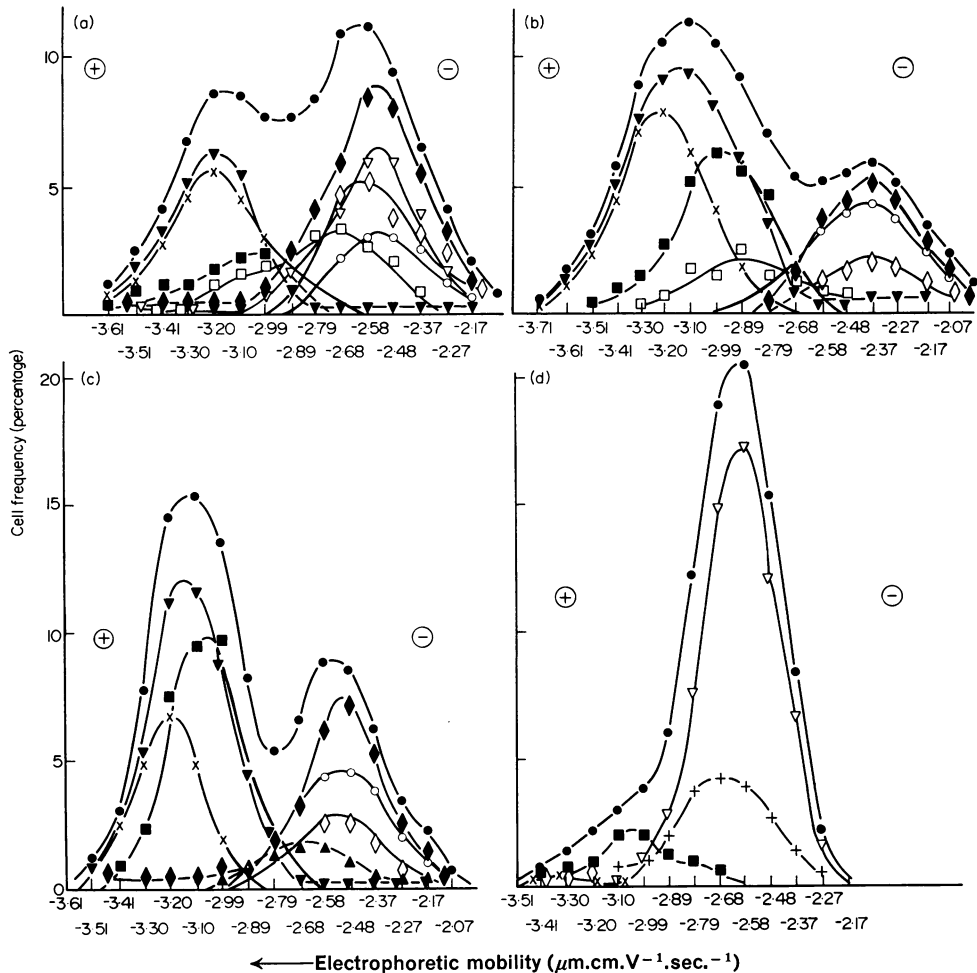 (a)
(b)
+
−
+
−
10
5
-3.61 -3.41 -3.20 -2.99 -2.79 -2.58 -2.37 -2.17
-3.51 -3.30 -3.10 -2.89 -2.68 -2.48 -2.27
-3.71 -3.51 -3.30 -3.10 -2.89 -2.68 -2.48 -2.27 -2.07
-3.61 -3.41 -3.20 -2.99 -2.79 -2.58 -2.37 -2.17
Cell frequency (percentage)
(c)
(d)
20
15
10
5
0
+
−
+
−
-3.61 -3.41 -3.20 -2.99 -2.79 -2.58 -2.37 -2.17
-3.51 -3.30 -3.10 -2.89 -2.68 -2.48 -2.27 -2.07
-3.51 -3.30 -3.10 -2.89 -2.68 -2.48 -2.27
-3.41 -3.20 -2.99 -2.79 -2.58 -2.37 -2.17
Electrophoretic mobility (µm.cm.V⁻¹.sec.⁻¹)